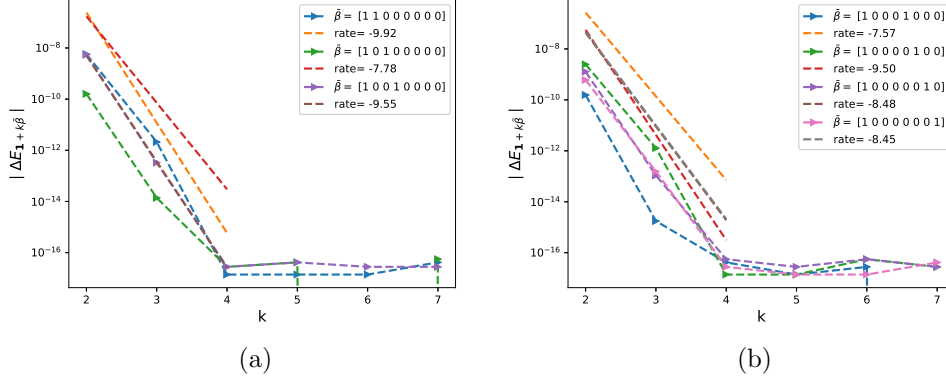 | ΔE₁₊ₖβ̄ |
10⁻⁸
10⁻¹⁰
10⁻¹²
10⁻¹⁴
10⁻¹⁶
2 3 4 5 6 7
k
β̄ = [1 1 0 0 0 0 0 0]
rate= -9.92
β̄ = [1 0 1 0 0 0 0 0]
rate= -7.78
β̄ = [1 0 0 1 0 0 0 0]
rate= -9.55
(a)
| ΔE₁₊ₖβ̄ |
10⁻⁸
10⁻¹⁰
10⁻¹²
10⁻¹⁴
10⁻¹⁶
2 3 4 5 6 7
k
β̄ = [1 0 0 0 1 0 0 0]
rate= -7.57
β̄ = [1 0 0 0 0 1 0 0]
rate= -9.50
β̄ = [1 0 0 0 0 0 1 0]
rate= -8.48
β̄ = [1 0 0 0 0 0 0 1]
rate= -8.45
(b)